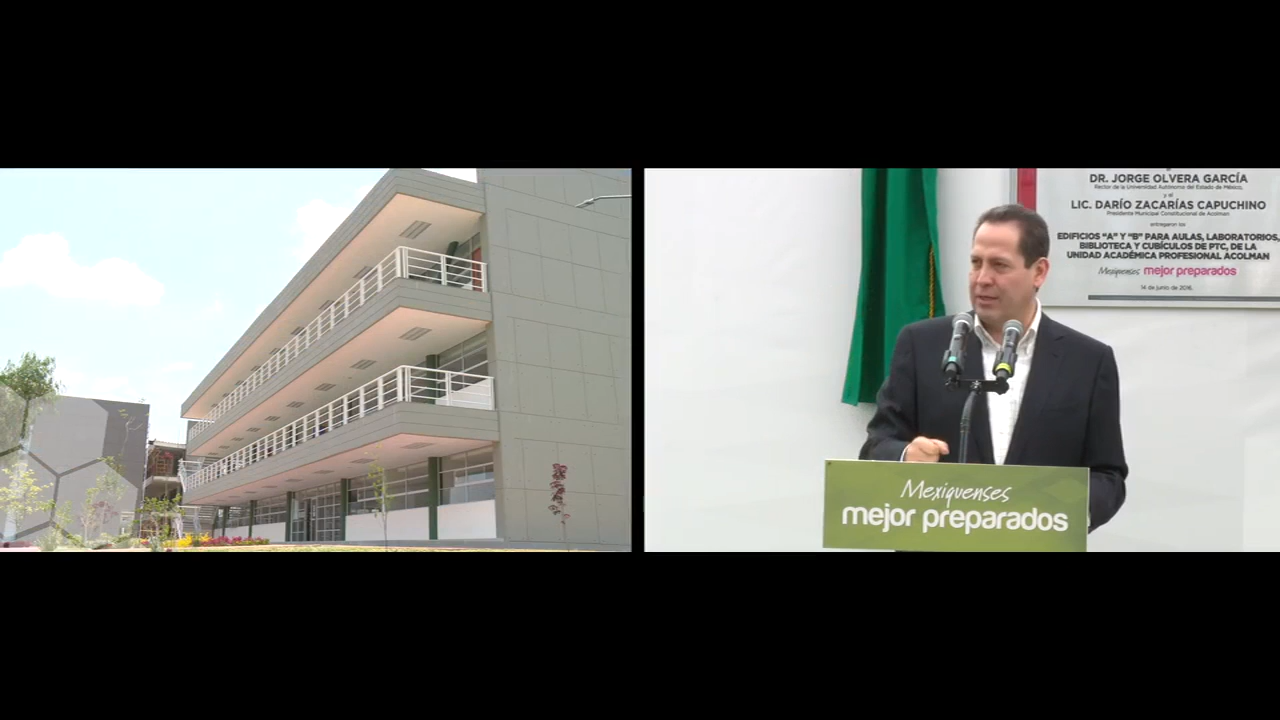 DR. JORGE OLVERA GARCÍA
Rector de la Universidad Autónoma del Estado de México,
y el
LIC. DARÍO ZACARÍAS CAPUCHINO
Presidente Municipal Constitucional de Acolman
entregaron los
EDIFICIOS "A" Y "B" PARA AULAS, LABORATORIOS,
BIBLIOTECA Y CUBÍCULOS DE PTC, DE LA
UNIDAD ACADÉMICA PROFESIONAL ACOLMAN
Mexiquenses mejor preparados
14 de junio de 2016.
Mexiquenses
mejor preparados